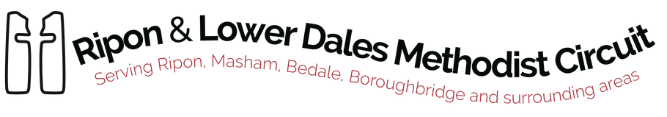 Ripon & Lower Dales Methodist Circuit
Serving Ripon, Masham, Bedale, Boroughbridge and surrounding areas